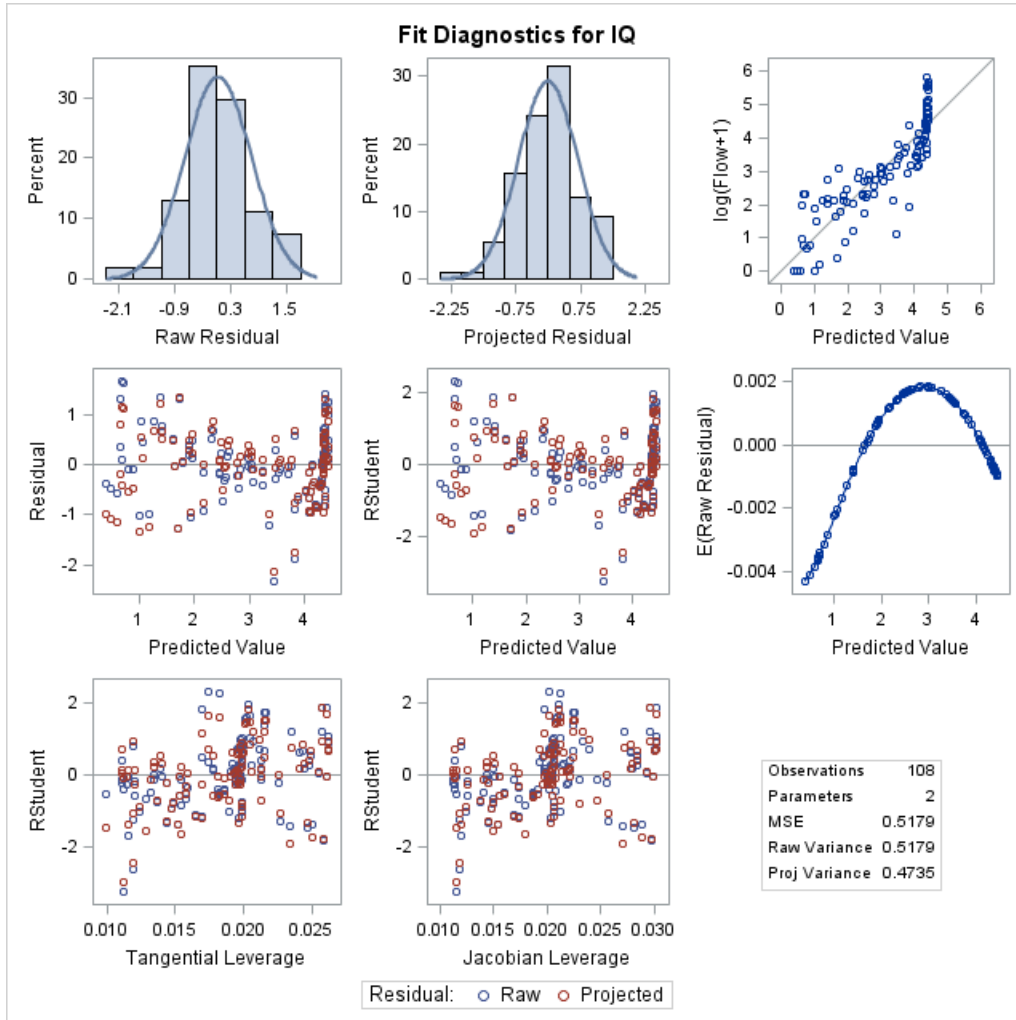 Fit Diagnostics for IQ
Percent
30
20
10
0
-2.1 -0.9 0.3 1.5
Raw Residual
Percent
30
20
10
0
-2.25 -0.75 0.75 2.25
Projected Residual
log(Flow+1)
6
5
4
3
2
1
0
0 1 2 3 4 5 6
Predicted Value
Residual
1
0
-1
-2
1 2 3 4
Predicted Value
RStudent
2
0
-2
1 2 3 4
Predicted Value
E(Raw Residual)
0.002
0.000
-0.002
-0.004
1 2 3 4
Predicted Value
RStudent
2
0
-2
0.010 0.015 0.020 0.025
Tangential Leverage
RStudent
2
0
-2
0.010 0.015 0.020 0.025 0.030
Jacobian Leverage
Observations 108
Parameters 2
MSE 0.5179
Raw Variance 0.5179
Proj Variance 0.4735
Residual: Raw Projected